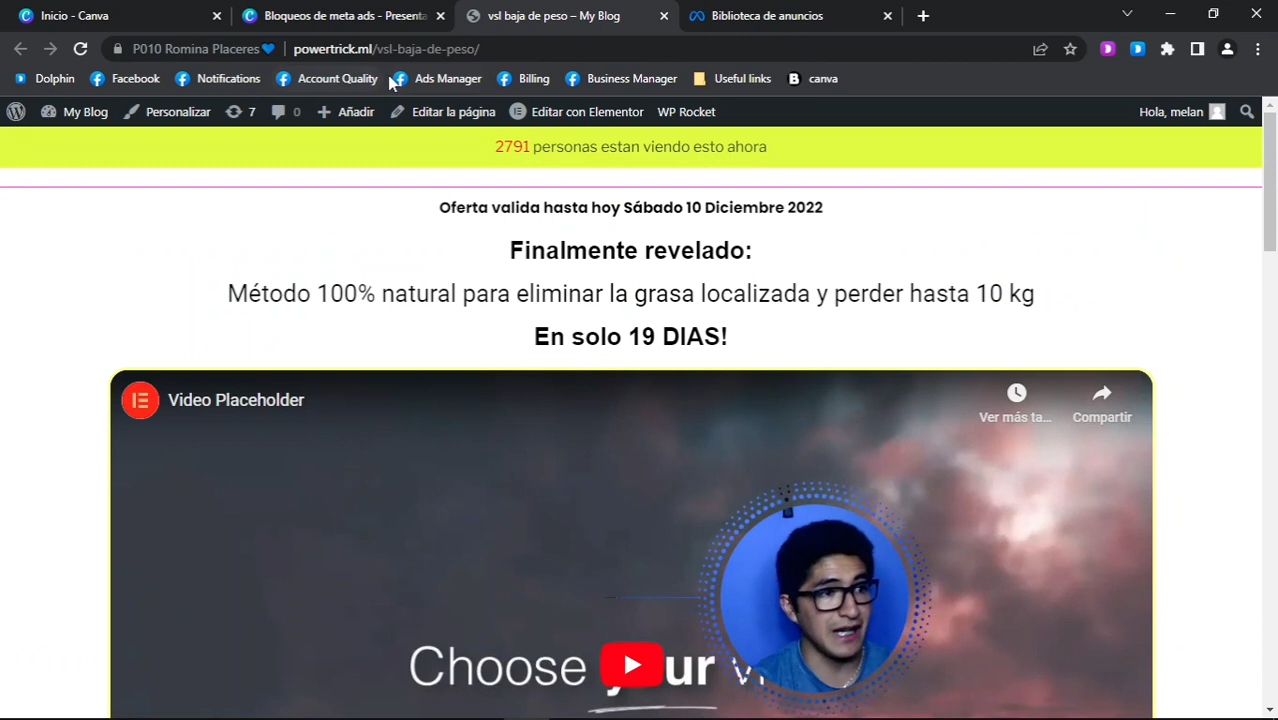 Inicio - Canva
Bloqueos de meta ads - Presenta
vsl baja de peso – My Blog
Biblioteca de anuncios
P010 Romina Placeres💙
powertrick.ml/vsl-baja-de-peso/
Dolphin
Facebook
Notifications
Account Quality
Ads Manager
Billing
Business Manager
Useful links
canva
My Blog
Personalizar
7
0
Añadir
Editar la página
Editar con Elementor
WP Rocket
Hola, melan
2791 personas estan viendo esto ahora
Oferta valida hasta hoy Sábado 10 Diciembre 2022
Finalmente revelado:
Método 100% natural para eliminar la grasa localizada y perder hasta 10 kg
En solo 19 DIAS!
Video Placeholder
Ver más ta...
Compartir
Choose your